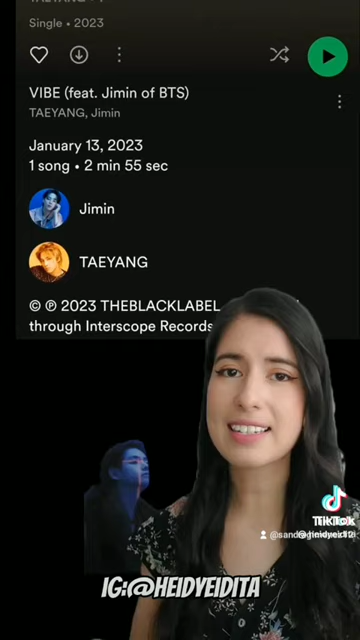 Single • 2023
VIBE (feat. Jimin of BTS)
TAEYANG, Jimin
January 13, 2023
1 song • 2 min 55 sec
Jimin
TAEYANG
© ℗ 2023 THEBLACKLABEL
through Interscope Records
TikTok
IG:@HEIDYEIDITA